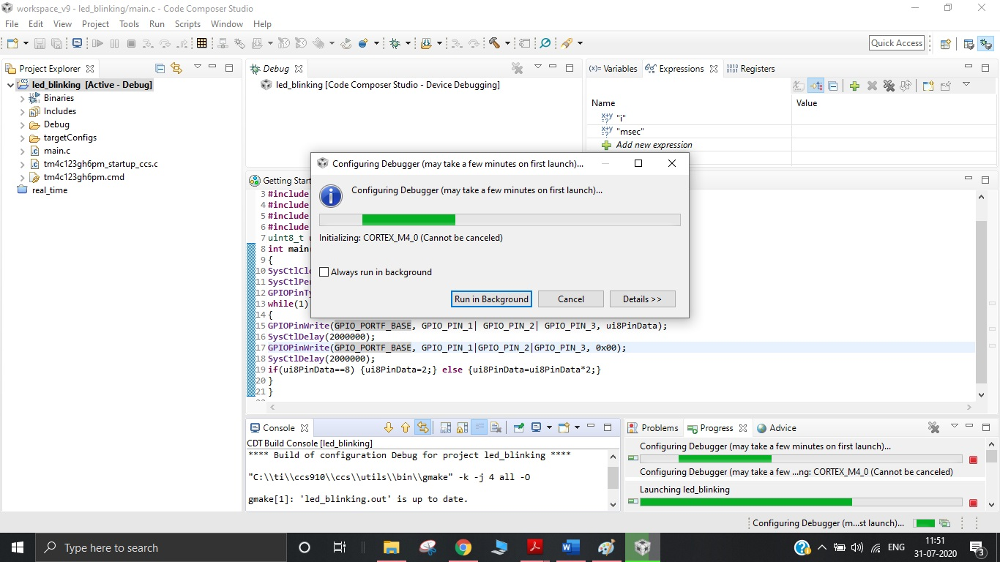 workspace_v9 - led_blinking/main.c - Code Composer Studio
File Edit View Project Tools Run Scripts Window Help
Quick Access
Project Explorer
led_blinking [Active - Debug]
Binaries
Includes
Debug
targetConfigs
main.c
tm4c123gh6pm_startup_ccs.c
tm4c123gh6pm.cmd
real_time
Debug
led_blinking [Code Composer Studio - Device Debugging]
Variables Expressions Registers
Name Value
"i"
"msec"
Add new expression
Configuring Debugger (may take a few minutes on first launch)...
Configuring Debugger (may take a few minutes on first launch)...
Initializing: CORTEX_M4_0 (Cannot be canceled)
Always run in background
Run in Background Cancel Details >>
Getting Start
3 #include
4 #include
5 #include
6 #include
7 uint8_t
8 int main
9 {
10 SysCtlClo
11 SysCtlPer
12 GPIOPinTy
13 while(1)
14 {
15 GPIOPinWrite(GPIO_PORTF_BASE, GPIO_PIN_1| GPIO_PIN_2| GPIO_PIN_3, ui8PinData);
16 SysCtlDelay(2000000);
17 GPIOPinWrite(GPIO_PORTF_BASE, GPIO_PIN_1|GPIO_PIN_2|GPIO_PIN_3, 0x00);
18 SysCtlDelay(2000000);
19 if(ui8PinData==8) {ui8PinData=2;} else {ui8PinData=ui8PinData*2;}
20 }
21 }
Console
CDT Build Console [led_blinking]
**** Build of configuration Debug for project led_blinking ****
"C:\\ti\\ccs910\\ccs\\utils\\bin\\gmake" -k -j 4 all -O
gmake[1]: 'led_blinking.out' is up to date.
Problems Progress Advice
Configuring Debugger (may take a few minutes on first launch)...
Configuring Debugger (may take a few ...ng: CORTEX_M4_0 (Cannot be canceled)
Launching led_blinking
Configuring Debugger (m...st launch)...
Type here to search
ENG
11:51
31-07-2020
3